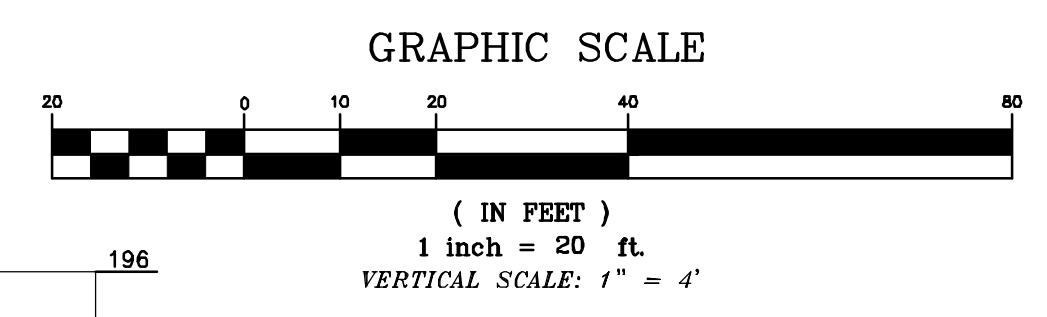 GRAPHIC SCALE
20 0 10 20 40 80
( IN FEET )
1 inch = 20 ft.
VERTICAL SCALE: 1" = 4'
196